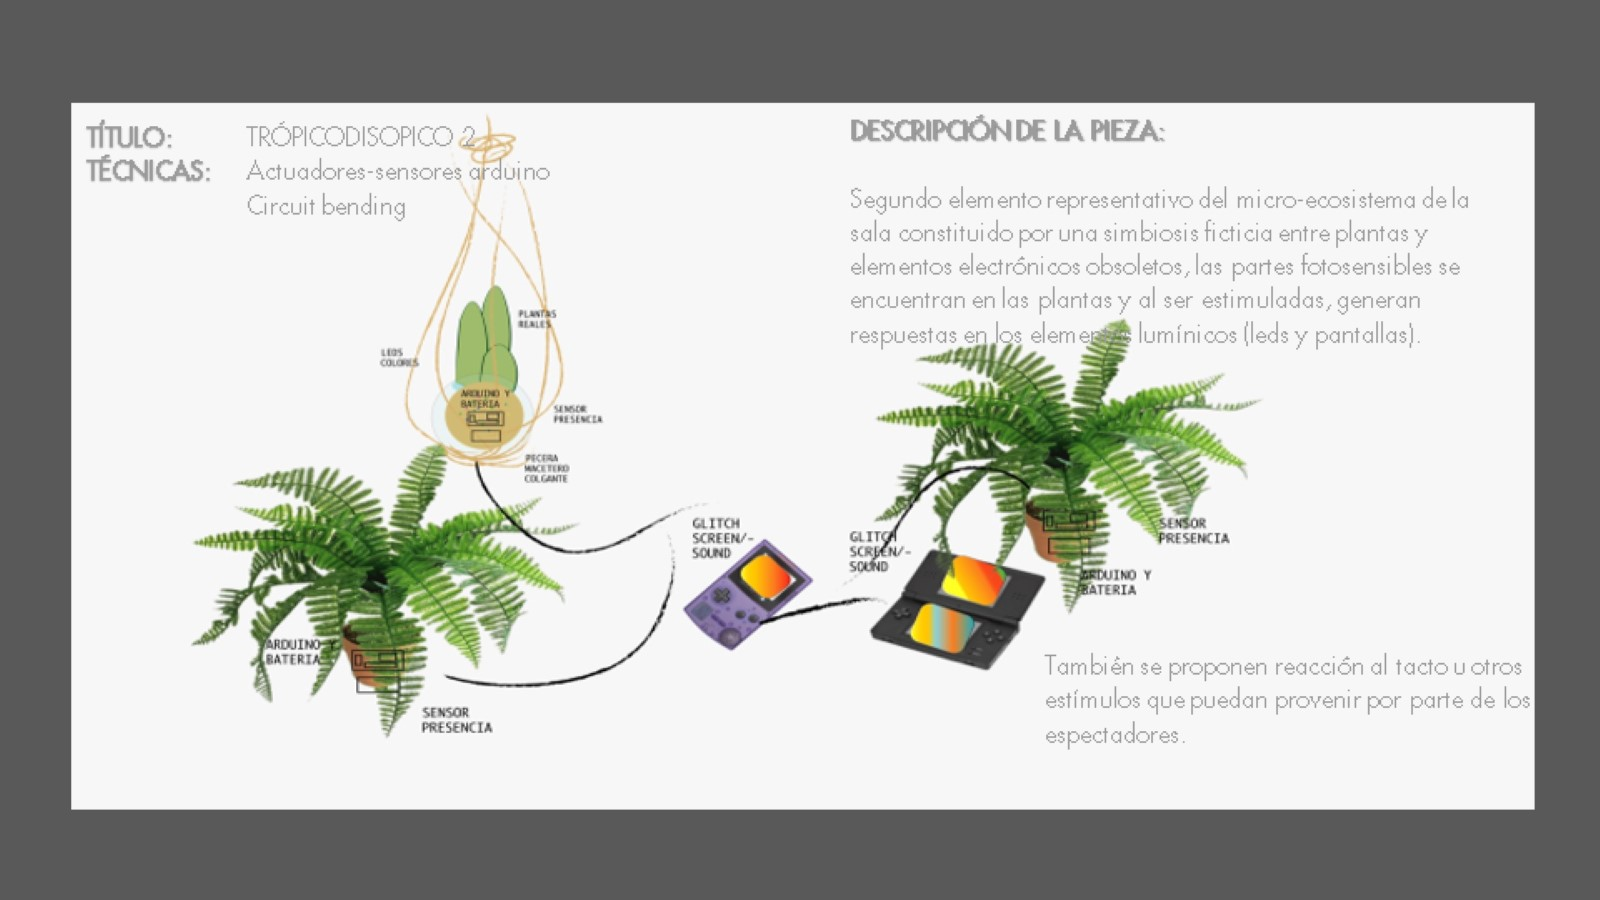 TÍTULO: TRÓPICODISOPICO 2
TÉCNICAS: Actuadores-sensores arduino
Circuit bending
DESCRIPCIÓN DE LA PIEZA:
Segundo elemento representativo del micro-ecosistema de la
sala constituido por una simbiosis ficticia entre plantas y
elementos electrónicos obsoletos, las partes fotosensibles se
encuentran en las plantas y al ser estimuladas, generan
respuestas en los elementos lumínicos (leds y pantallas).
PLANTAS
REALES
LEDS
COLORES
ARDUINO Y
BATERIA
SENSOR
PRESENCIA
PECERA
MACETERO
COLGANTE
GLITCH
SCREEN/-
SOUND
GLITCH
SCREEN/-
SOUND
SENSOR
PRESENCIA
ARDUINO Y
BATERIA
ARDUINO Y
BATERIA
SENSOR
PRESENCIA
También se proponen reacción al tacto u otros
estímulos que puedan provenir por parte de los
espectadores.